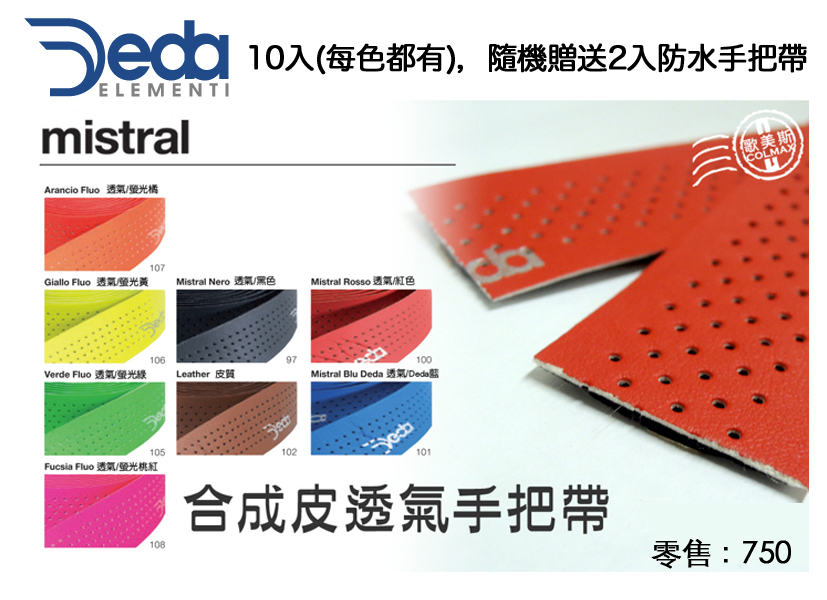 Deda
ELEMENTI
10入(每色都有)，隨機贈送2入防水手把帶
mistral
歐美斯
COLMAX
Arancio Fluo 透氣/螢光橘
107
Giallo Fluo 透氣/螢光黃
106
Mistral Nero 透氣/黑色
97
Mistral Rosso 透氣/紅色
100
Verde Fluo 透氣/螢光綠
105
Leather 皮質
102
Mistral Blu Deda 透氣/Deda藍
101
Fucsia Fluo 透氣/螢光桃紅
108
合成皮透氣手把帶
零售：750